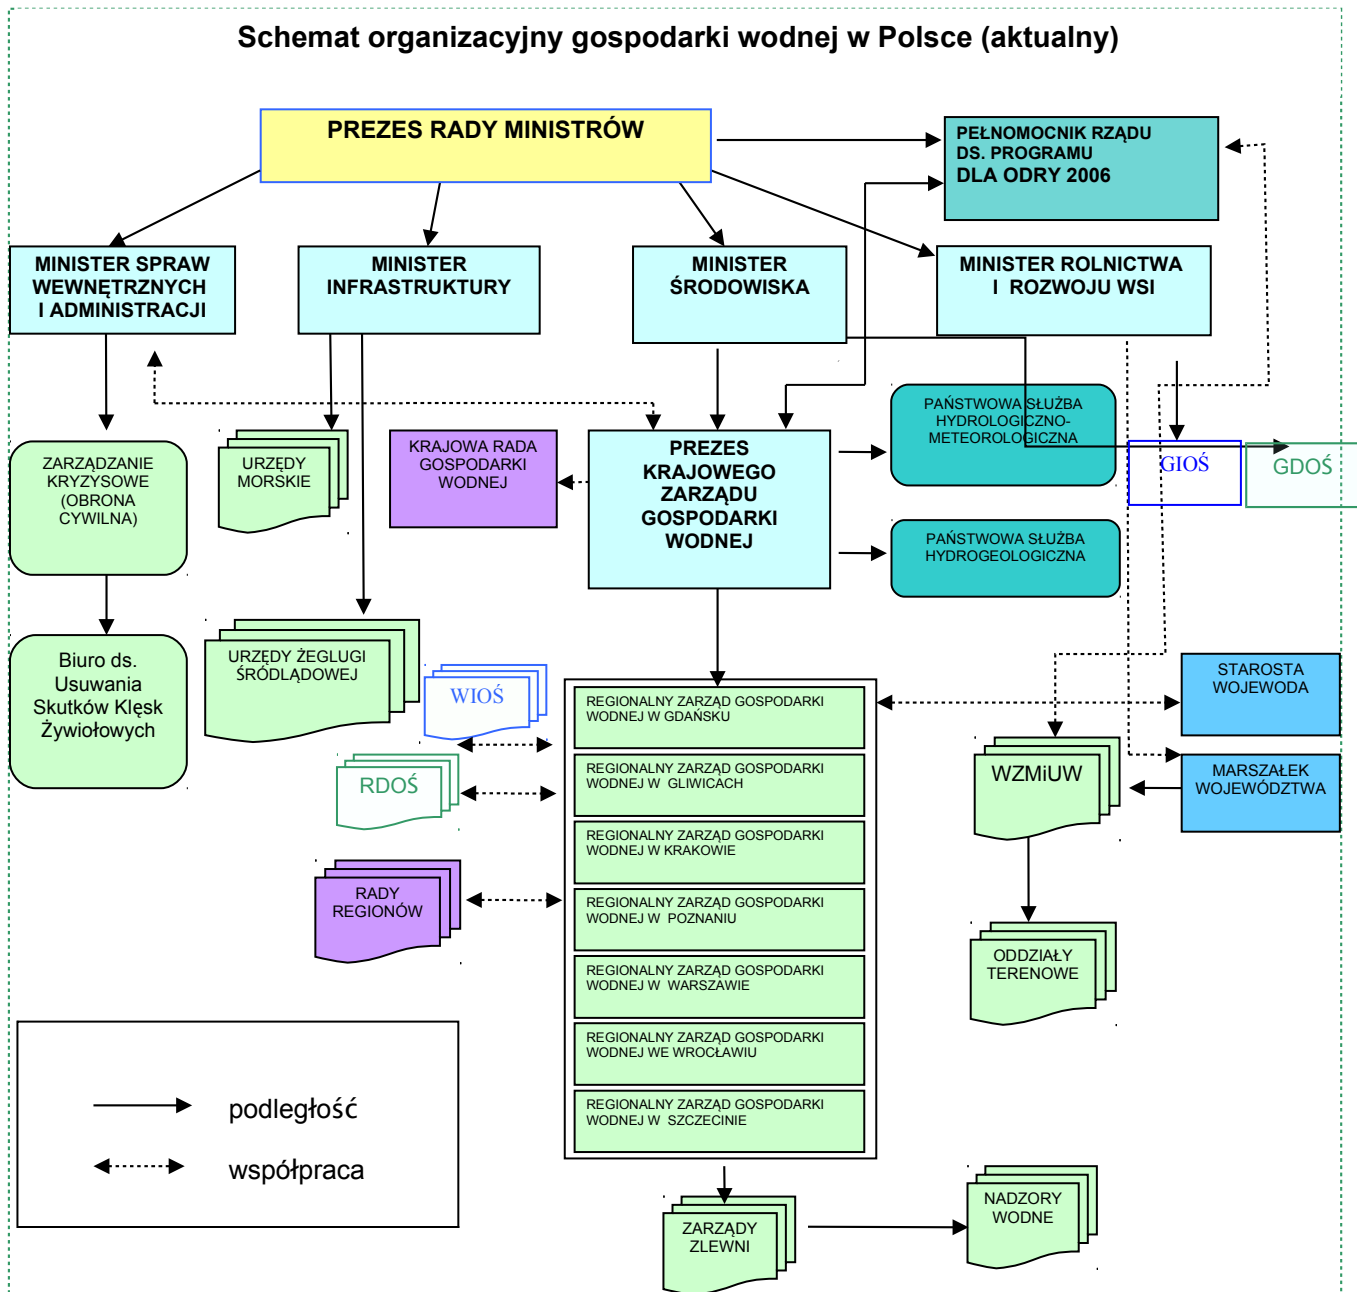 Schemat organizacyjny gospodarki wodnej w Polsce (aktualny)
PREZES RADY MINISTRÓW
PEŁNOMOCNIK RZĄDU
DS. PROGRAMU
DLA ODRY 2006
MINISTER SPRAW
WEWNĘTRZNYCH
I ADMINISTRACJI
MINISTER
INFRASTRUKTURY
MINISTER
ŚRODOWISKA
MINISTER ROLNICTWA
I ROZWOJU WSI
ZARZĄDZANIE
KRYZYSOWE
(OBRONA
CYWILNA)
URZĘDY
MORSKIE
KRAJOWA RADA
GOSPODARKI
WODNEJ
PREZES
KRAJOWEGO
ZARZĄDU
GOSPODARKI
WODNEJ
PAŃSTWOWA SŁUŻBA
HYDROLOGICZNO-
METEOROLOGICZNA
GIOŚ
GDOŚ
PAŃSTWOWA SŁUŻBA
HYDROGEOLOGICZNA
Biuro ds.
Usuwania
Skutków Klęsk
Żywiołowych
URZĘDY ŻEGLUGI
ŚRÓDLĄDOWEJ
WIOŚ
RDOŚ
RADY
REGIONÓW
REGIONALNY ZARZĄD GOSPODARKI
WODNEJ W GDAŃSKU
REGIONALNY ZARZĄD GOSPODARKI
WODNEJ W GLIWICACH
REGIONALNY ZARZĄD GOSPODARKI
WODNEJ W KRAKOWIE
REGIONALNY ZARZĄD GOSPODARKI
WODNEJ W POZNANIU
REGIONALNY ZARZĄD GOSPODARKI
WODNEJ W WARSZAWIE
REGIONALNY ZARZĄD GOSPODARKI
WODNEJ WE WROCŁAWIU
REGIONALNY ZARZĄD GOSPODARKI
WODNEJ W SZCZECINIE
STAROSTA
WOJEWODA
WZMiUW
MARSZAŁEK
WOJEWÓDZTWA
ODDZIAŁY
TERENOWE
podległość
współpraca
ZARZĄDY
ZLEWNI
NADZORY
WODNE